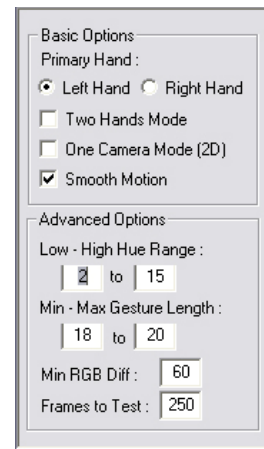 Basic Options
Primary Hand :
Left Hand Right Hand
Two Hands Mode
One Camera Mode (2D)
Smooth Motion
Advanced Options
Low - High Hue Range :
2 to 15
Min - Max Gesture Length :
18 to 20
Min RGB Diff : 60
Frames to Test : 250